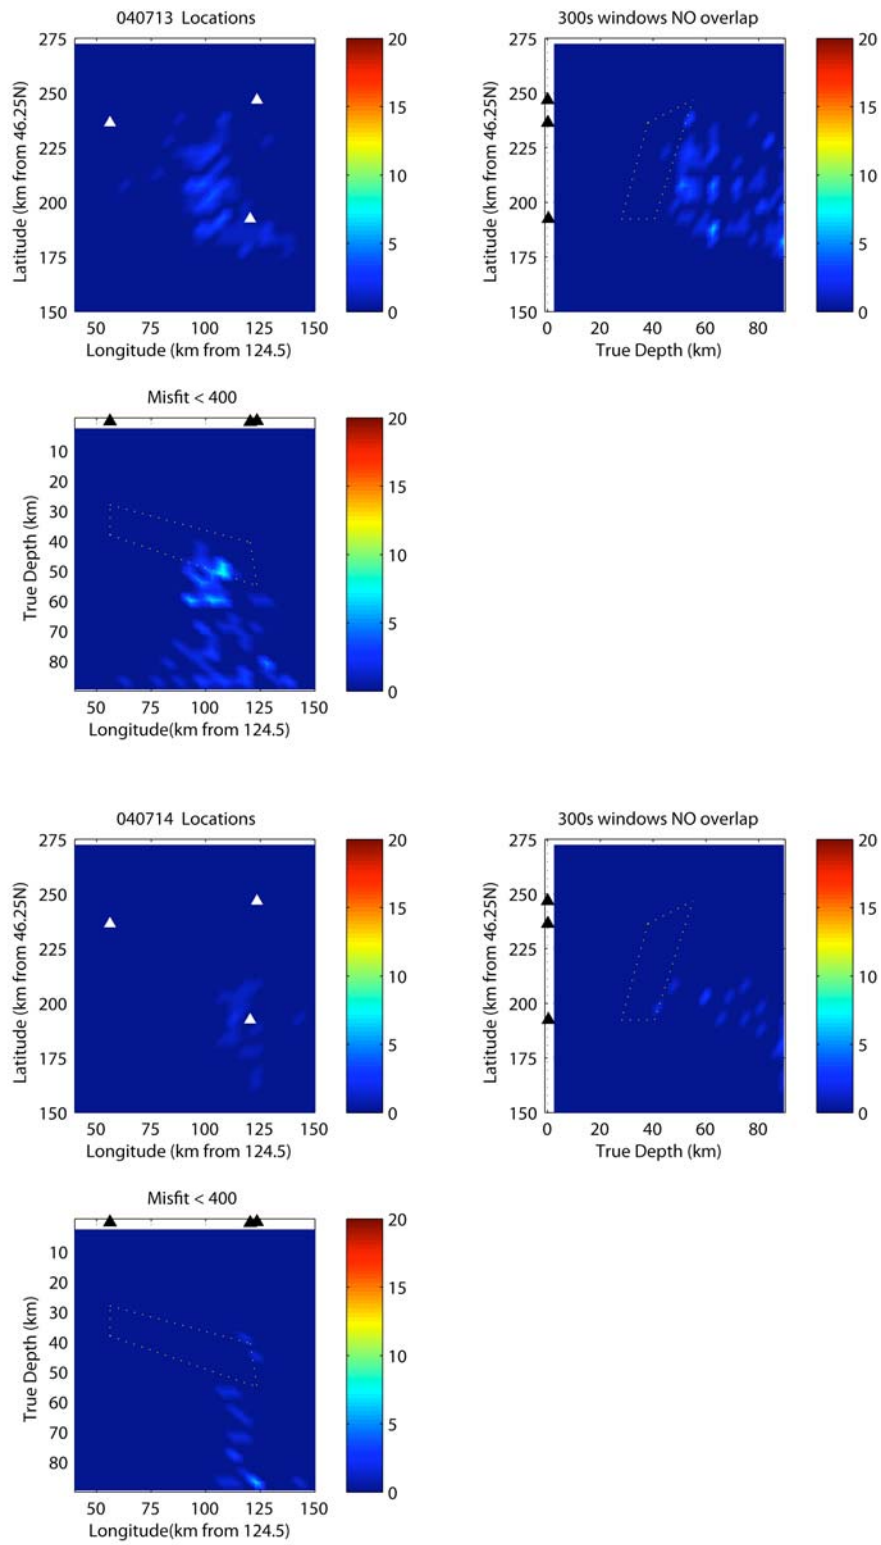 040713  Locations
275
250
225
200
175
150
Latitude (km from 46.25N)
50 75 100 125 150
Longitude (km from 124.5)
20
15
10
5
0
300s windows NO overlap
275
250
225
200
175
150
Latitude (km from 46.25N)
0 20 40 60 80
True Depth (km)
20
15
10
5
0
Misfit < 400
10
20
30
40
50
60
70
80
True Depth (km)
50 75 100 125 150
Longitude(km from 124.5)
20
15
10
5
0
040714  Locations
275
250
225
200
175
150
Latitude (km from 46.25N)
50 75 100 125 150
Longitude (km from 124.5)
20
15
10
5
0
300s windows NO overlap
275
250
225
200
175
150
Latitude (km from 46.25N)
0 20 40 60 80
True Depth (km)
20
15
10
5
0
Misfit < 400
10
20
30
40
50
60
70
80
True Depth (km)
50 75 100 125 150
Longitude(km from 124.5)
20
15
10
5
0